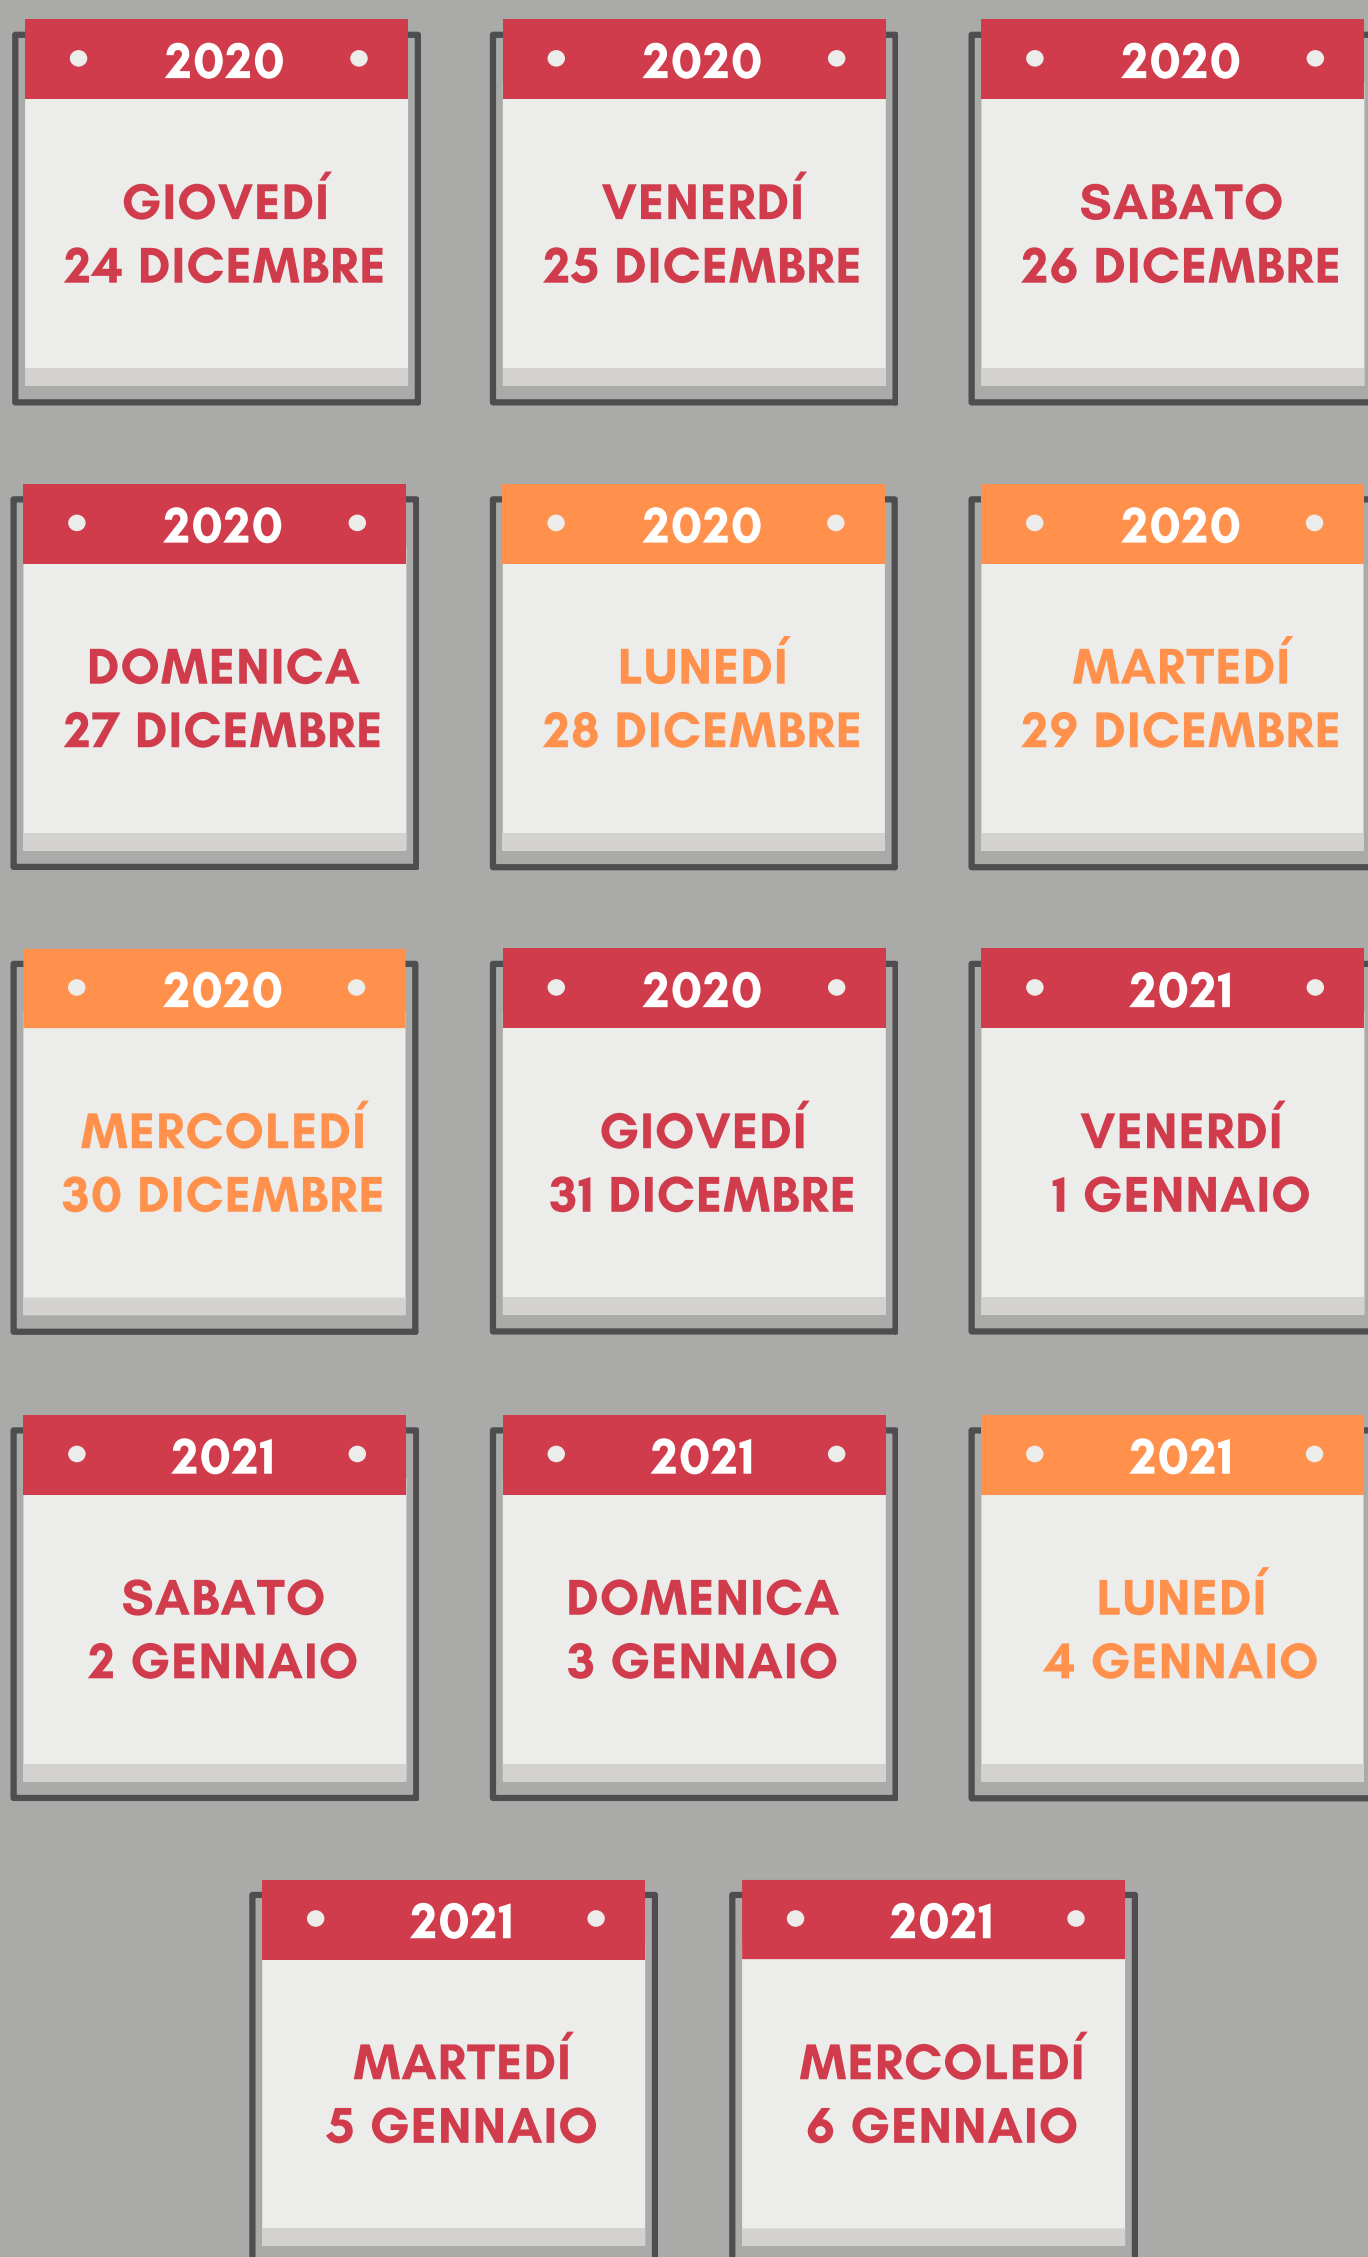 2020
GIOVEDÍ
24 DICEMBRE
2020
VENERDÍ
25 DICEMBRE
2020
SABATO
26 DICEMBRE
2020
DOMENICA
27 DICEMBRE
2020
LUNEDÍ
28 DICEMBRE
2020
MARTEDÍ
29 DICEMBRE
2020
MERCOLEDÍ
30 DICEMBRE
2020
GIOVEDÍ
31 DICEMBRE
2021
VENERDÍ
1 GENNAIO
2021
SABATO
2 GENNAIO
2021
DOMENICA
3 GENNAIO
2021
LUNEDÍ
4 GENNAIO
2021
MARTEDÍ
5 GENNAIO
2021
MERCOLEDÍ
6 GENNAIO